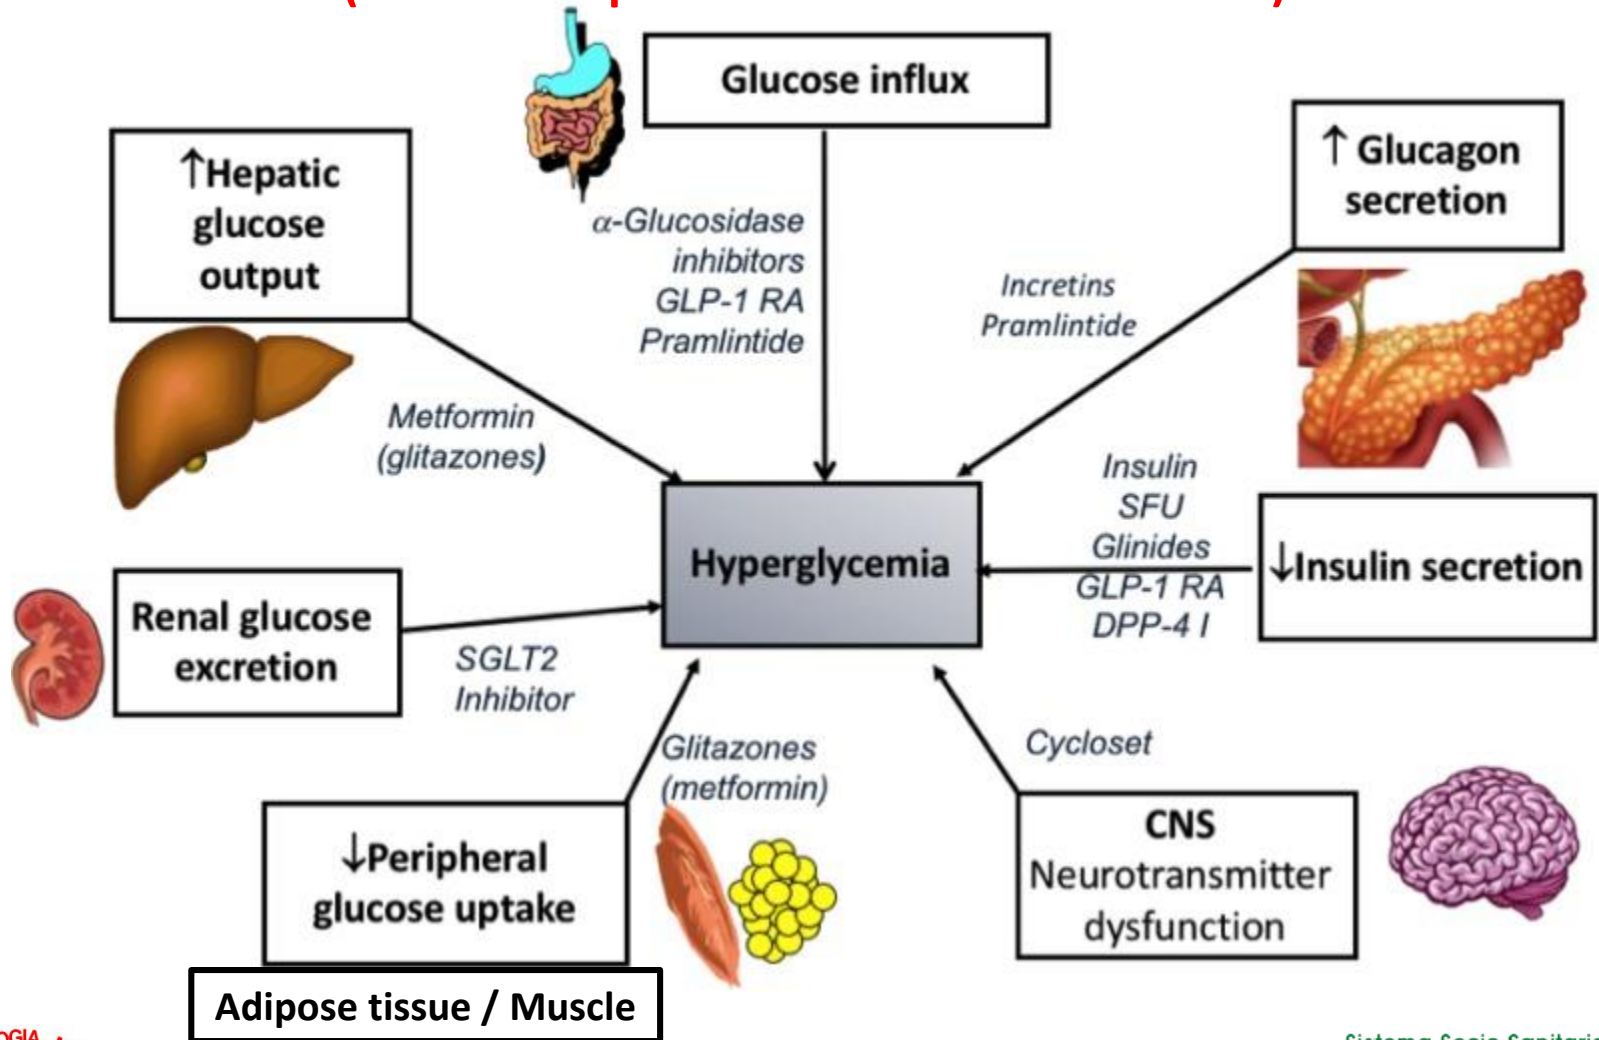 Glucose influx
↑Hepatic
glucose
output
↑ Glucagon
secretion
α-Glucosidase
inhibitors
GLP-1 RA
Pramlintide
Incretins
Pramlintide
Metformin
(glitazones)
Insulin
SFU
Glinides
GLP-1 RA
DPP-4 I
Hyperglycemia
↓Insulin secretion
Renal glucose
excretion
SGLT2
Inhibitor
Glitazones
(metformin)
Cycloset
↓Peripheral
glucose uptake
CNS
Neurotransmitter
dysfunction
Adipose tissue / Muscle